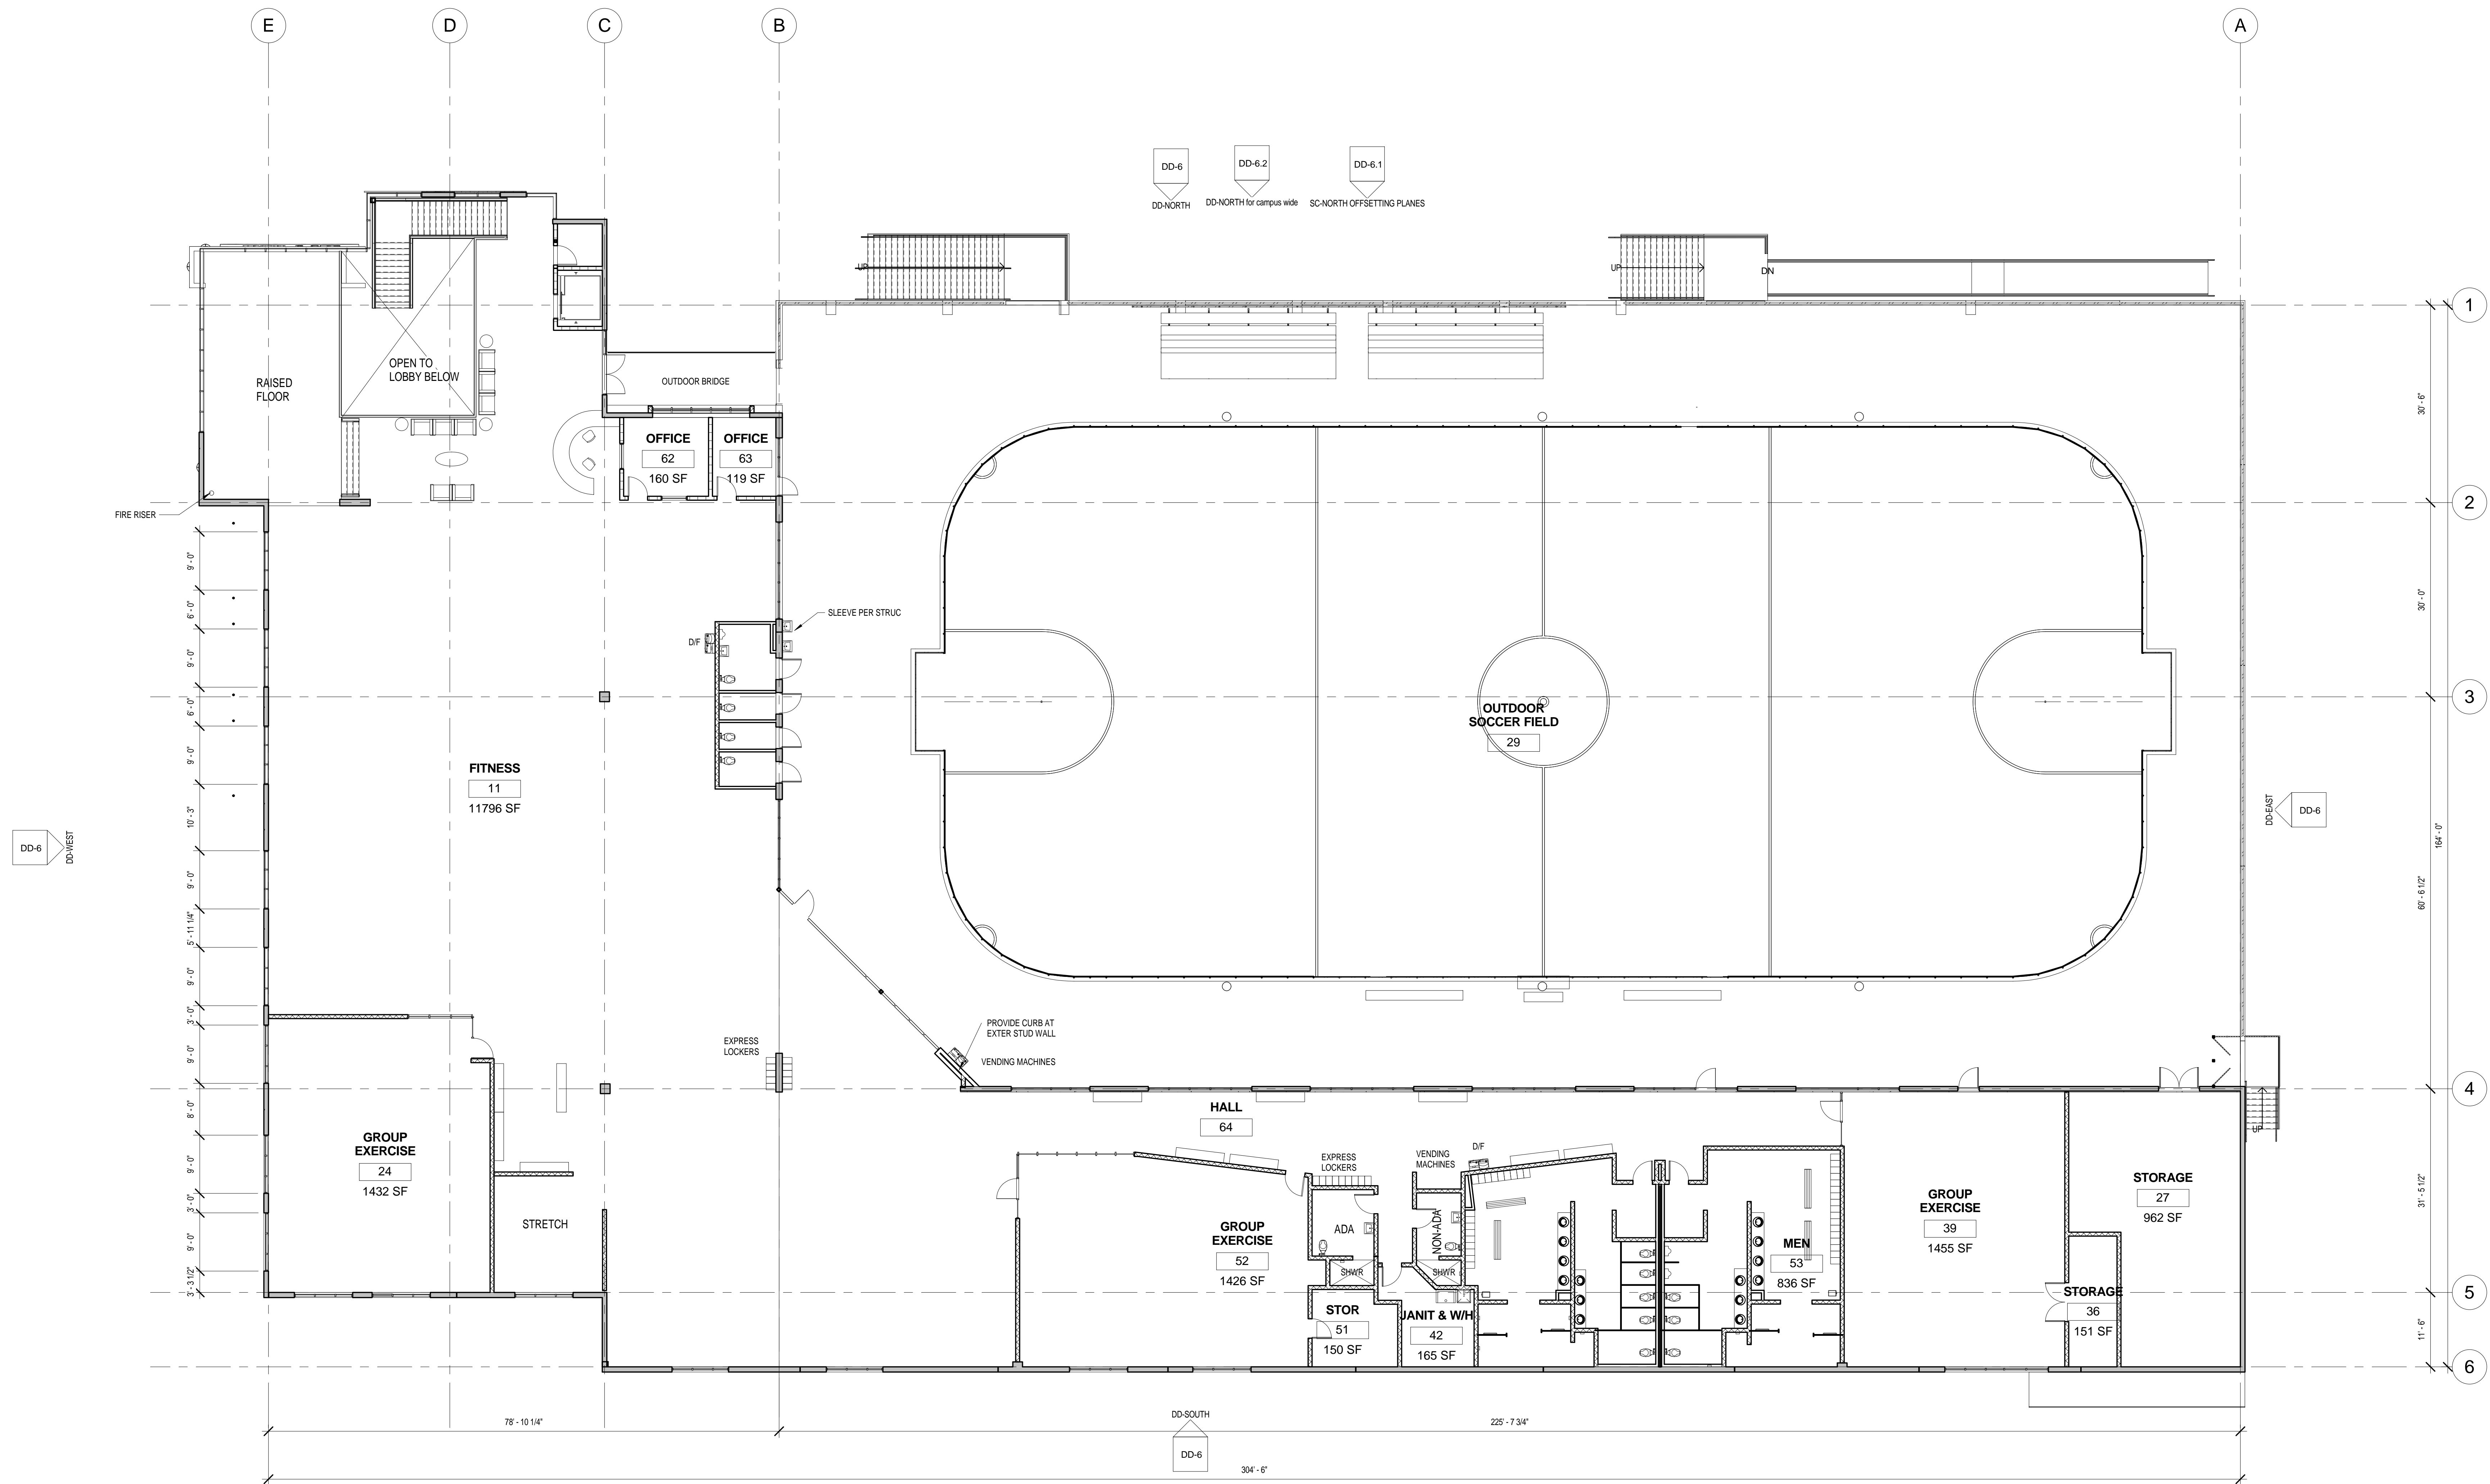 E
D
C
B
A
DD-6
DD-NORTH
DD-6.2
DD-NORTH for campus wide
DD-6.1
SC-NORTH OFFSETTING PLANES
UP
UP
DN
1
RAISED
FLOOR
OPEN TO
LOBBY BELOW
OUTDOOR BRIDGE
30' - 6"
OFFICE
62
160 SF
OFFICE
63
119 SF
FIRE RISER
2
9' - 0"
6' - 0"
9' - 0"
6' - 0"
9' - 0"
10' - 3"
9' - 0"
5' - 11 1/4"
9' - 0"
3' - 0"
9' - 0"
8' - 0"
9' - 0"
3' - 0"
9' - 0"
3' - 3 1/2"
30' - 0"
SLEEVE PER STRUC
D/F
3
OUTDOOR
SOCCER FIELD
29
FITNESS
11
11796 SF
DD-6
DD-WEST
DD-EAST
DD-6
164' - 0"
60' - 6 1/2"
PROVIDE CURB AT
EXTER STUD WALL
EXPRESS
LOCKERS
VENDING MACHINES
4
HALL
64
UP
GROUP
EXERCISE
24
1432 SF
STRETCH
EXPRESS
LOCKERS
VENDING
MACHINES
D/F
31' - 5 1/2"
GROUP
EXERCISE
52
1426 SF
ADA
NON-ADA
SHWR
SHWR
MEN
53
836 SF
GROUP
EXERCISE
39
1455 SF
STORAGE
27
962 SF
5
STOR
51
150 SF
JANIT & W/H
42
165 SF
STORAGE
36
151 SF
11' - 6"
6
78' - 10 1/4"
DD-SOUTH
DD-6
225' - 7 3/4"
304' - 6"